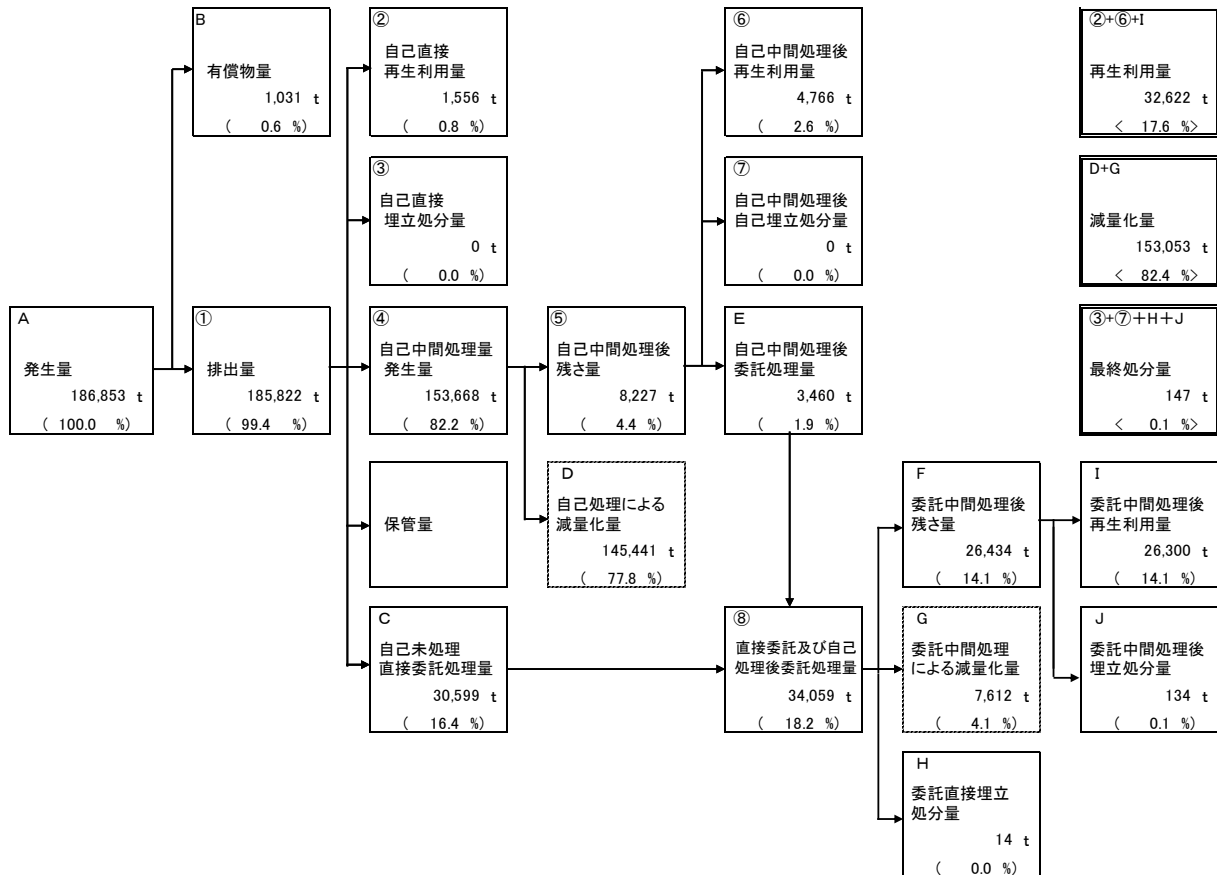 B
有償物量
1,031 t
( 0.6 %)
②
自己直接
再生利用量
1,556 t
( 0.8 %)
⑥
自己中間処理後
再生利用量
4,766 t
( 2.6 %)
②+⑥+I
再生利用量
32,622 t
< 17.6 %>
③
自己直接
埋立処分量
0 t
( 0.0 %)
⑦
自己中間処理後
自己埋立処分量
0 t
( 0.0 %)
D+G
減量化量
153,053 t
< 82.4 %>
A
発生量
186,853 t
( 100.0 %)
①
排出量
185,822 t
( 99.4 %)
④
自己中間処理量
発生量
153,668 t
( 82.2 %)
⑤
自己中間処理後
残さ量
8,227 t
( 4.4 %)
E
自己中間処理後
委託処理量
3,460 t
( 1.9 %)
③+⑦+H+J
最終処分量
147 t
< 0.1 %>
保管量
D
自己処理による
減量化量
145,441 t
( 77.8 %)
F
委託中間処理後
残さ量
26,434 t
( 14.1 %)
I
委託中間処理後
再生利用量
26,300 t
( 14.1 %)
C
自己未処理
直接委託処理量
30,599 t
( 16.4 %)
⑧
直接委託及び自己
処理後委託処理量
34,059 t
( 18.2 %)
G
委託中間処理
による減量化量
7,612 t
( 4.1 %)
J
委託中間処理後
埋立処分量
134 t
( 0.1 %)
H
委託直接埋立
処分量
14 t
( 0.0 %)